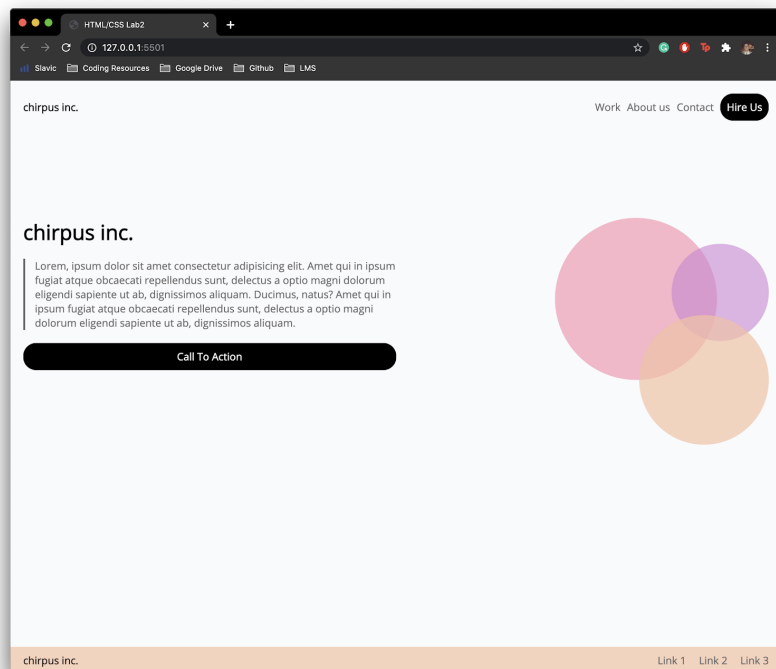 HTML/CSS Lab2
127.0.0.1:5501
Slavic Coding Resources Google Drive Github LMS
chirpus inc. Work About us Contact Hire Us
chirpus inc.
Lorem, ipsum dolor sit amet consectetur adipisicing elit. Amet qui in ipsum
fugiat atque obcaecati repellendus sunt, delectus a optio magni dolorum
eligendi sapiente ut ab, dignissimos aliquam. Ducimus, natus? Amet qui in
ipsum fugiat atque obcaecati repellendus sunt, delectus a optio magni
dolorum eligendi sapiente ut ab, dignissimos aliquam.
Call To Action
chirpus inc. Link 1 Link 2 Link 3